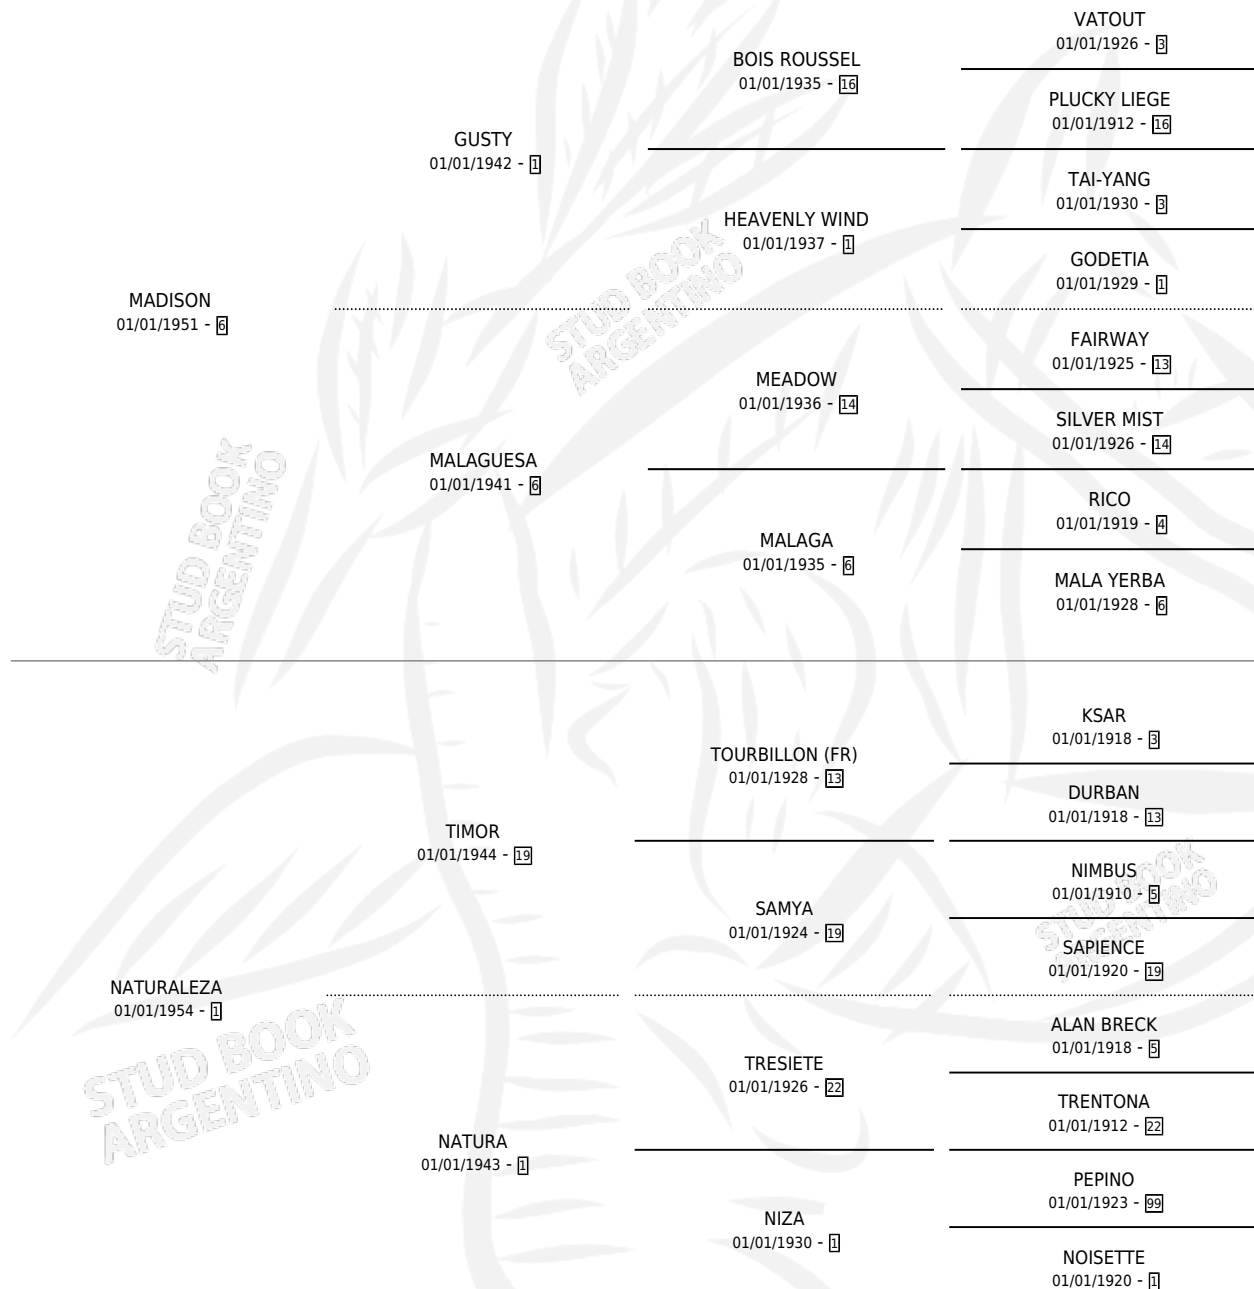 VATOUT
01/01/1926 - 3
BOIS ROUSSEL
01/01/1935 - 16
PLUCKY LIEGE
01/01/1912 - 16
GUSTY
01/01/1942 - 1
TAI-YANG
01/01/1930 - 3
HEAVENLY WIND
01/01/1937 - 1
GODETIA
01/01/1929 - 1
MADISON
01/01/1951 - 6
STUD BOOK
ARGENTINO
FAIRWAY
01/01/1925 - 13
MEADOW
01/01/1936 - 14
SILVER MIST
01/01/1926 - 14
MALAGUESA
01/01/1941 - 6
RICO
01/01/1919 - 4
MALAGA
01/01/1935 - 6
MALA YERBA
01/01/1928 - 6
STUD BOOK
ARGENTINO
KSAR
01/01/1918 - 3
TOURBILLON (FR)
01/01/1928 - 13
DURBAN
01/01/1918 - 13
TIMOR
01/01/1944 - 19
NIMBUS
01/01/1910 - 5
SAMYA
01/01/1924 - 19
SAPIENCE
01/01/1920 - 19
STUD BOOK
ARGENTINO
NATURALEZA
01/01/1954 - 1
ALAN BRECK
01/01/1918 - 5
TRESIETE
01/01/1926 - 22
TRENTONA
01/01/1912 - 22
STUD BOOK
ARGENTINO
NATURA
01/01/1943 - 1
PEPINO
01/01/1923 - 99
NIZA
01/01/1930 - 1
NOISETTE
01/01/1920 - 1